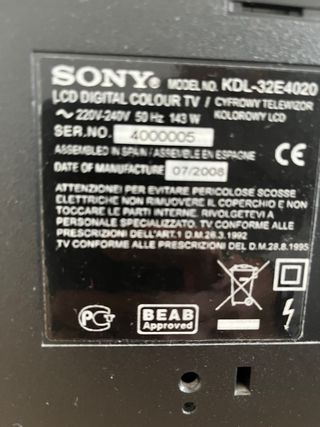 SONY® MODEL NO. KDL-32E4020
LCD DIGITAL COLOUR TV / CYFROWY TELEWIZOR
KOLOROWY LCD
~ 220V-240V 50 Hz 143 W
SER.NO. 4000005
ASSEMBLED IN SPAIN / ASSEMBLE EN ESPAGNE
DATE OF MANUFACTURE 07/2008
CE
ATTENZIONE! PER EVITARE PERICOLOSE SCOSSE
ELETTRICHE NON RIMUOVERE IL COPERCHIO E NON
TOCCARE LE PARTI INTERNE. RIVOLGETEVI A
PERSONALE SPECIALIZZATO. TV CONFORME ALLE
PRESCRIZIONI DELL'ART.1 D.M.28.3.1992
TV CONFORME ALLE PRESCRIZIONI DEL D.M.28.8.1995
PG
BEAB
Approved